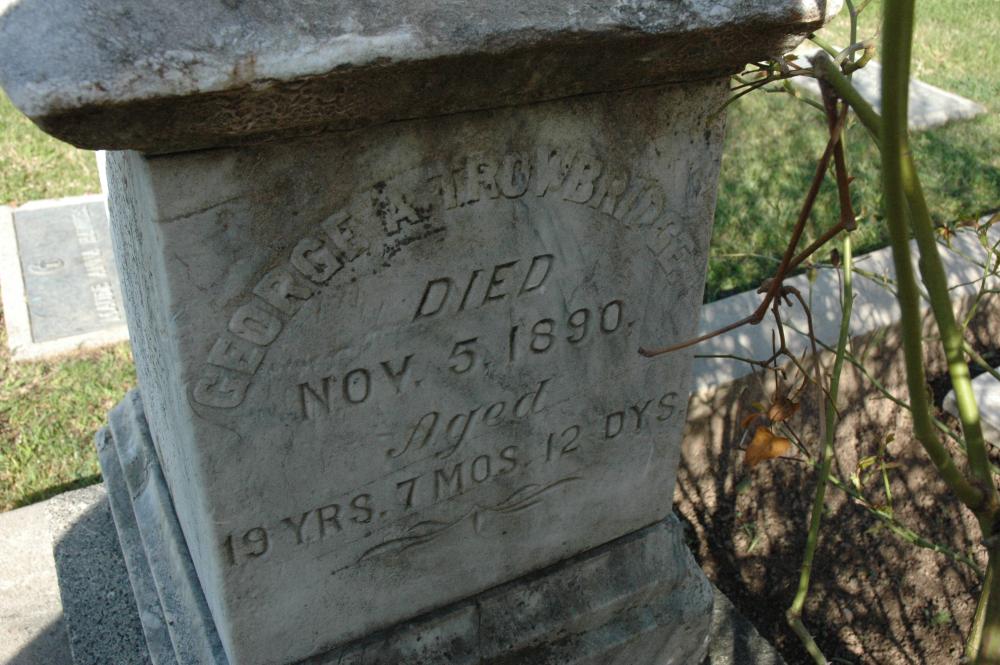 GEORGE A. TROWBRIDGE
DIED
NOV. 5, 1890.
Aged
19 YRS. 7 MOS. 12 DYS.